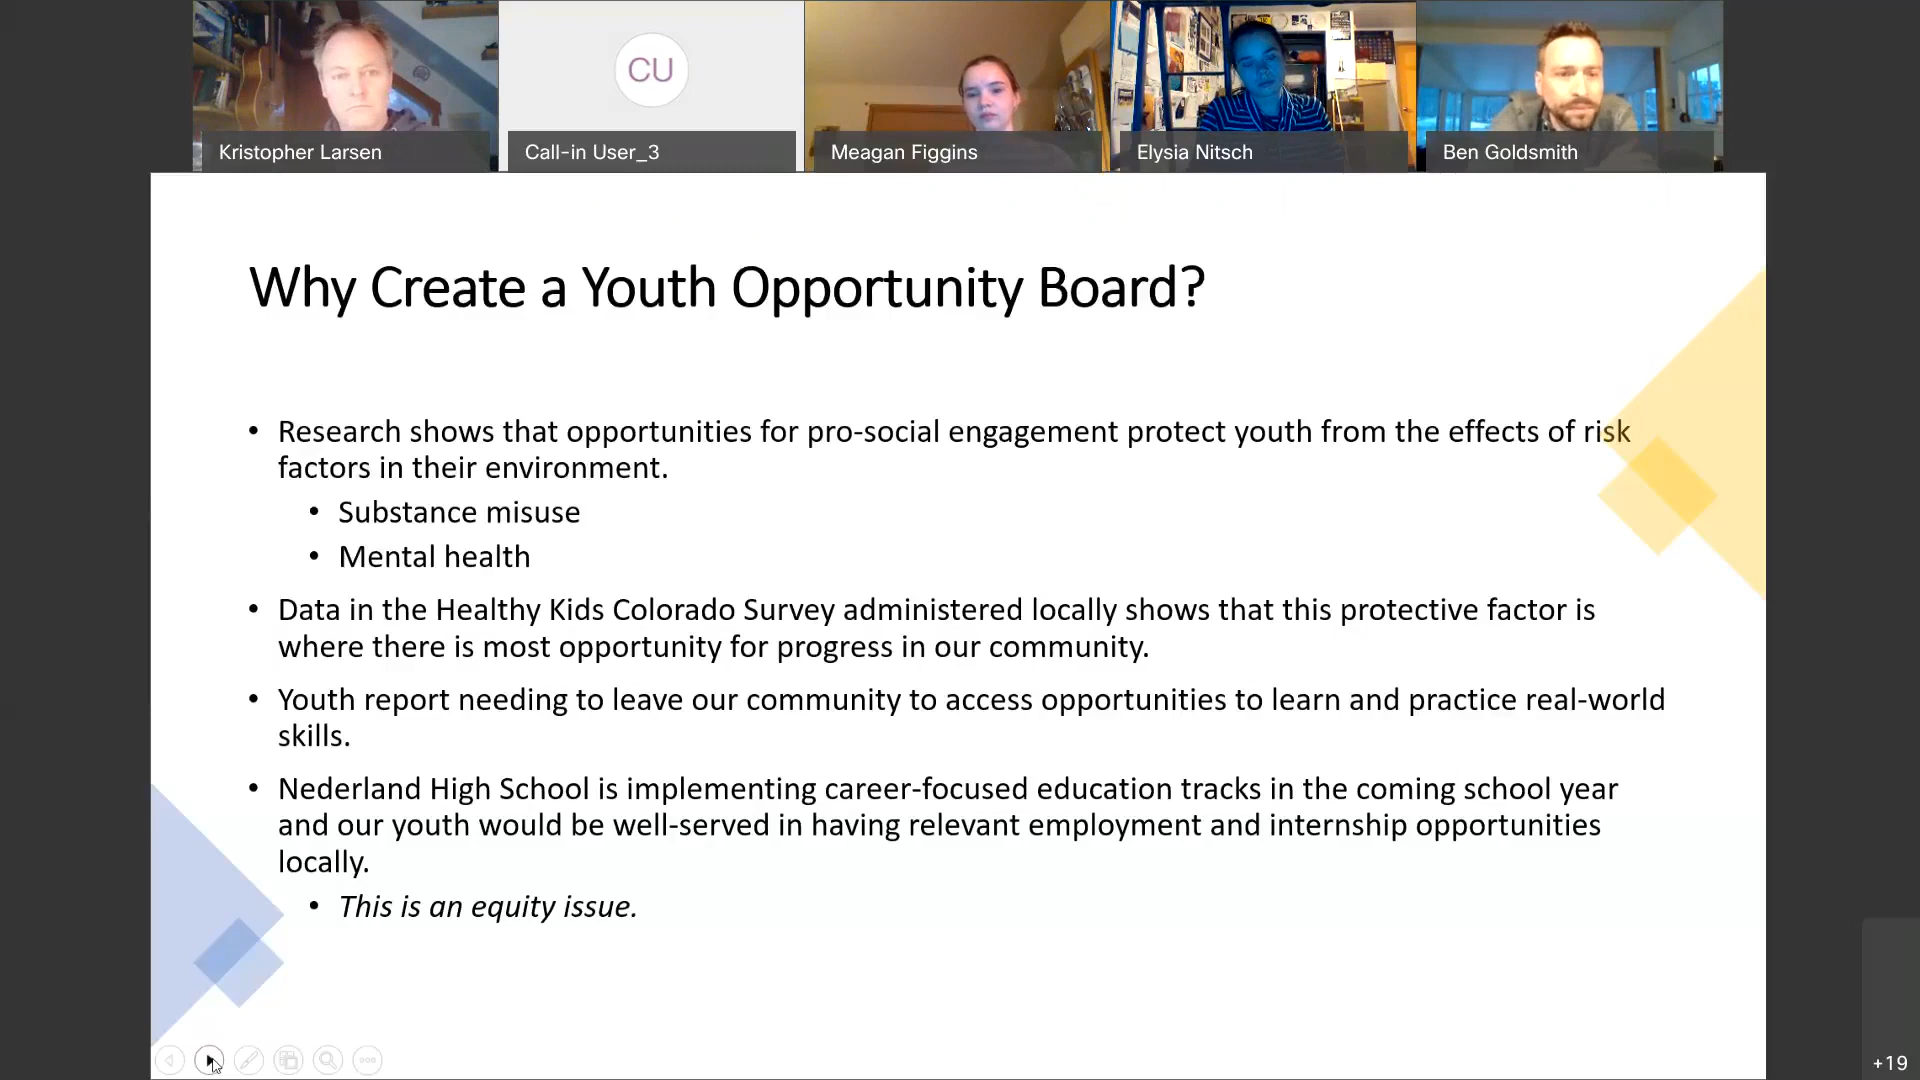 CU
Kristopher Larsen
Call-in User_3
Meagan Figgins
Elysia Nitsch
Ben Goldsmith
Why Create a Youth Opportunity Board?
• Research shows that opportunities for pro-social engagement protect youth from the effects of risk
factors in their environment.
• Substance misuse
• Mental health
• Data in the Healthy Kids Colorado Survey administered locally shows that this protective factor is
where there is most opportunity for progress in our community.
• Youth report needing to leave our community to access opportunities to learn and practice real-world
skills.
• Nederland High School is implementing career-focused education tracks in the coming school year
and our youth would be well-served in having relevant employment and internship opportunities
locally.
• This is an equity issue.
+19